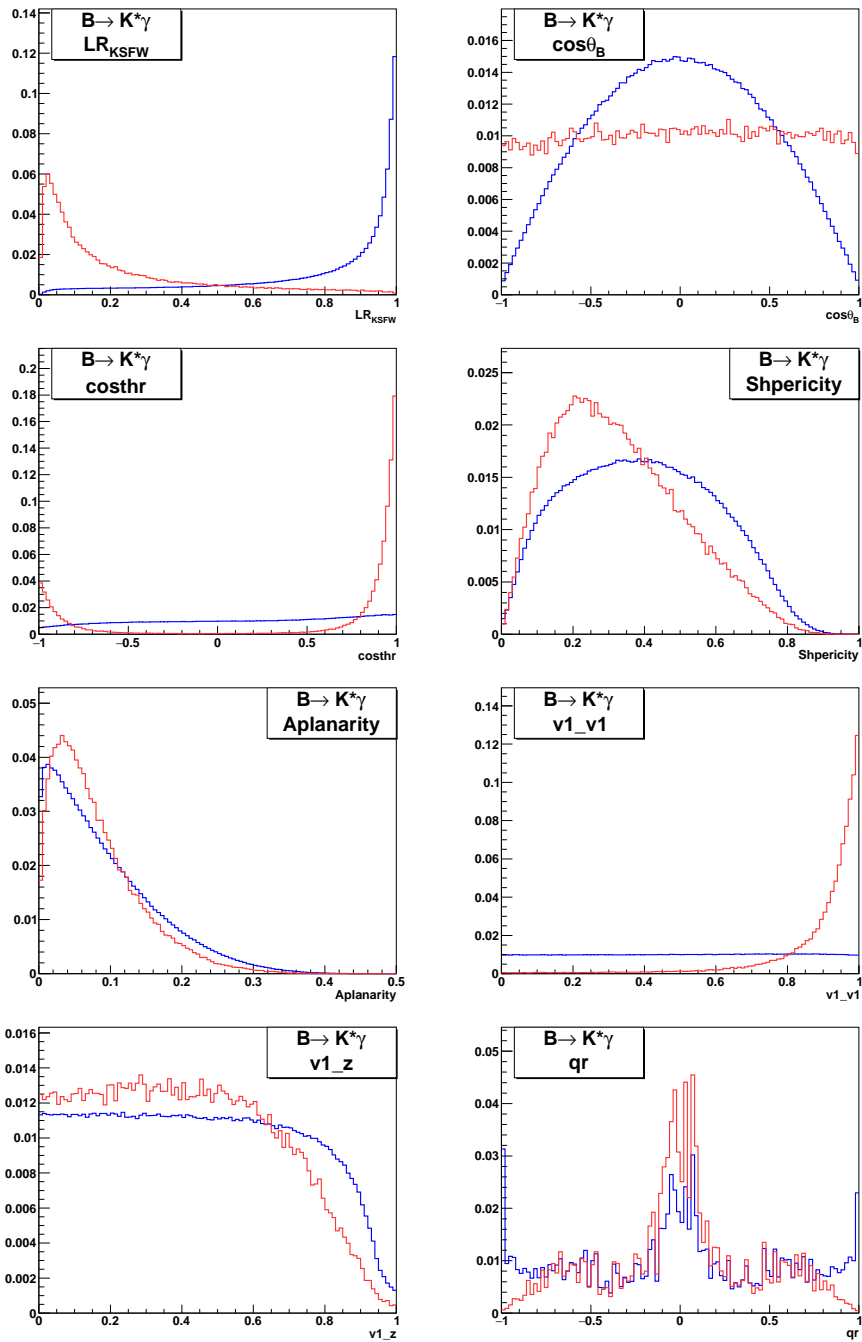 B→ K*γ
LR_KSFW
0.14
0.12
0.1
0.08
0.06
0.04
0.02
0
0 0.2 0.4 0.6 0.8 1
LR_KSFW
B→ K*γ
cosθ_B
0.016
0.014
0.012
0.01
0.008
0.006
0.004
0.002
0
−1 −0.5 0 0.5 1
cosθ_B
B→ K*γ
costhr
0.2
0.18
0.16
0.14
0.12
0.1
0.08
0.06
0.04
0.02
0
−1 −0.5 0 0.5 1
costhr
B→ K*γ
Shpericity
0.025
0.02
0.015
0.01
0.005
0
0 0.2 0.4 0.6 0.8 1
Shpericity
B→ K*γ
Aplanarity
0.05
0.04
0.03
0.02
0.01
0
0 0.1 0.2 0.3 0.4 0.5
Aplanarity
B→ K*γ
v1_v1
0.14
0.12
0.1
0.08
0.06
0.04
0.02
0
0 0.2 0.4 0.6 0.8 1
v1_v1
B→ K*γ
v1_z
0.016
0.014
0.012
0.01
0.008
0.006
0.004
0.002
0
0 0.2 0.4 0.6 0.8 1
v1_z
B→ K*γ
qr
0.05
0.04
0.03
0.02
0.01
0
−1 −0.5 0 0.5 1
qr